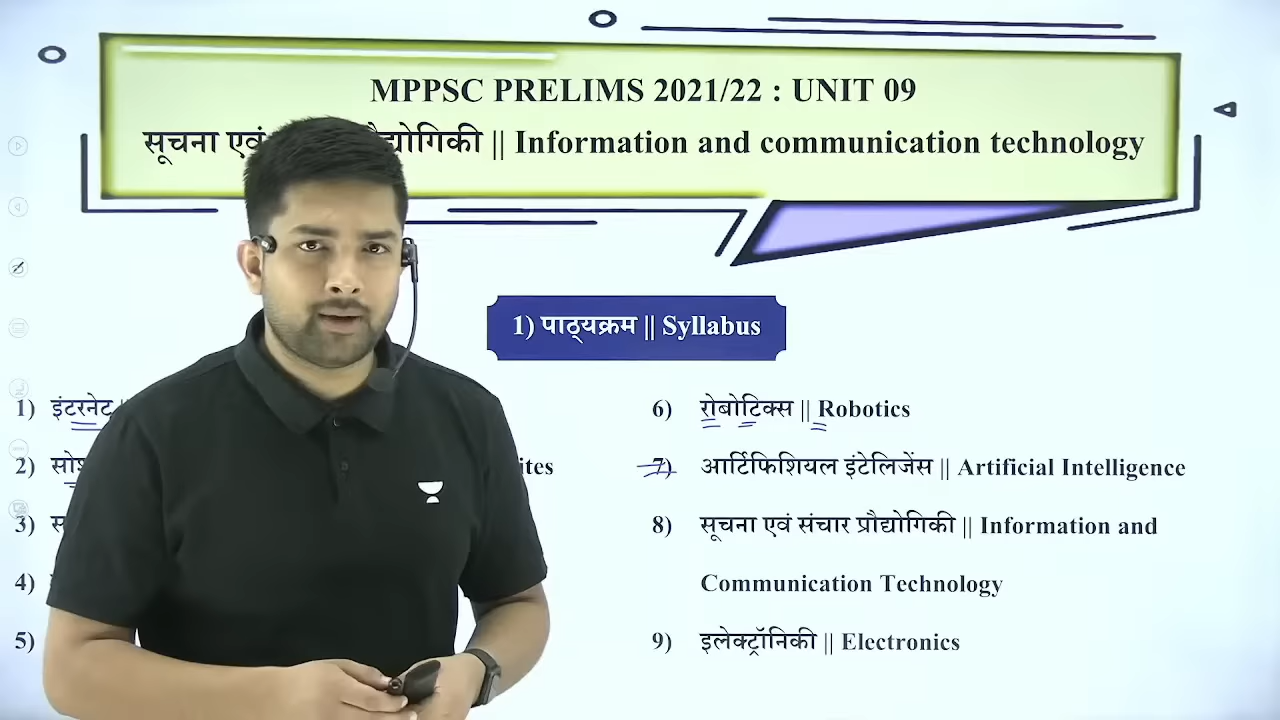 MPPSC PRELIMS 2021/22 : UNIT 09
सूचना एवं || Information and communication technology
1) पाठ्यक्रम || Syllabus
1) इंटरनेट
2)
3)
4)
5)
6) रोबोटिक्स || Robotics
7) आर्टिफिशियल इंटेलिजेंस || Artificial Intelligence
8) सूचना एवं संचार प्रौद्योगिकी || Information and
Communication Technology
9) इलेक्ट्रॉनिकी || Electronics